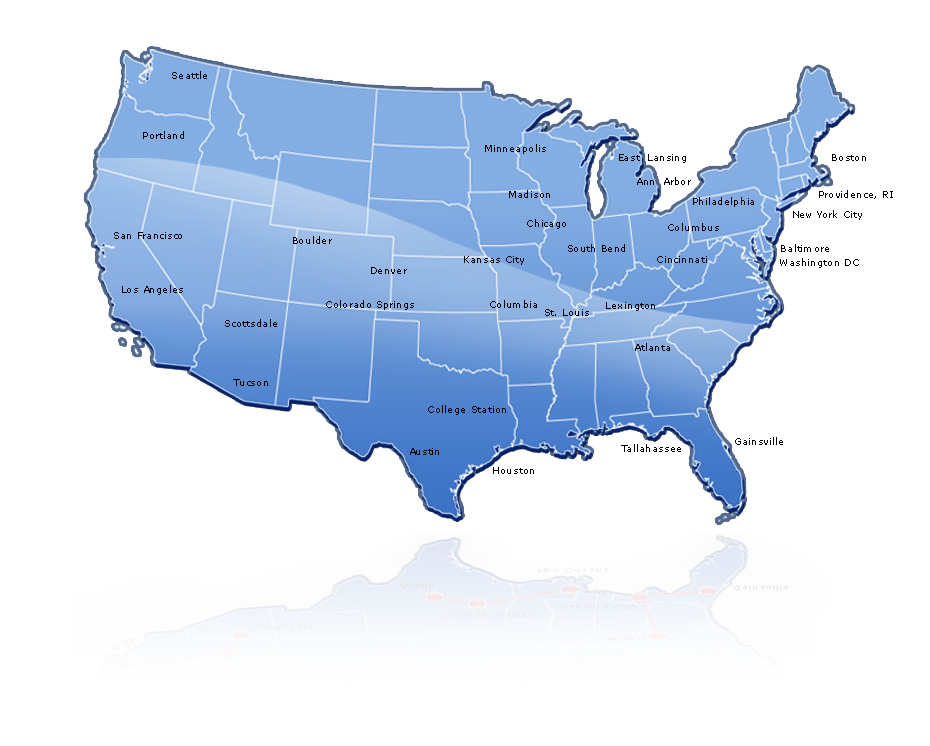 Seattle
Portland
Minneapolis
East Lansing
Boston
Ann Arbor
Madison
Providence, RI
Philadelphia
New York City
Chicago
Columbus
San Francisco
Boulder
South Bend
Baltimore
Kansas City
Cincinnati
Washington DC
Denver
Los Angeles
Colorado Springs
Columbia
Lexington
St. Louis
Scottsdale
Atlanta
Tucson
College Station
Gainsville
Austin
Tallahassee
Houston